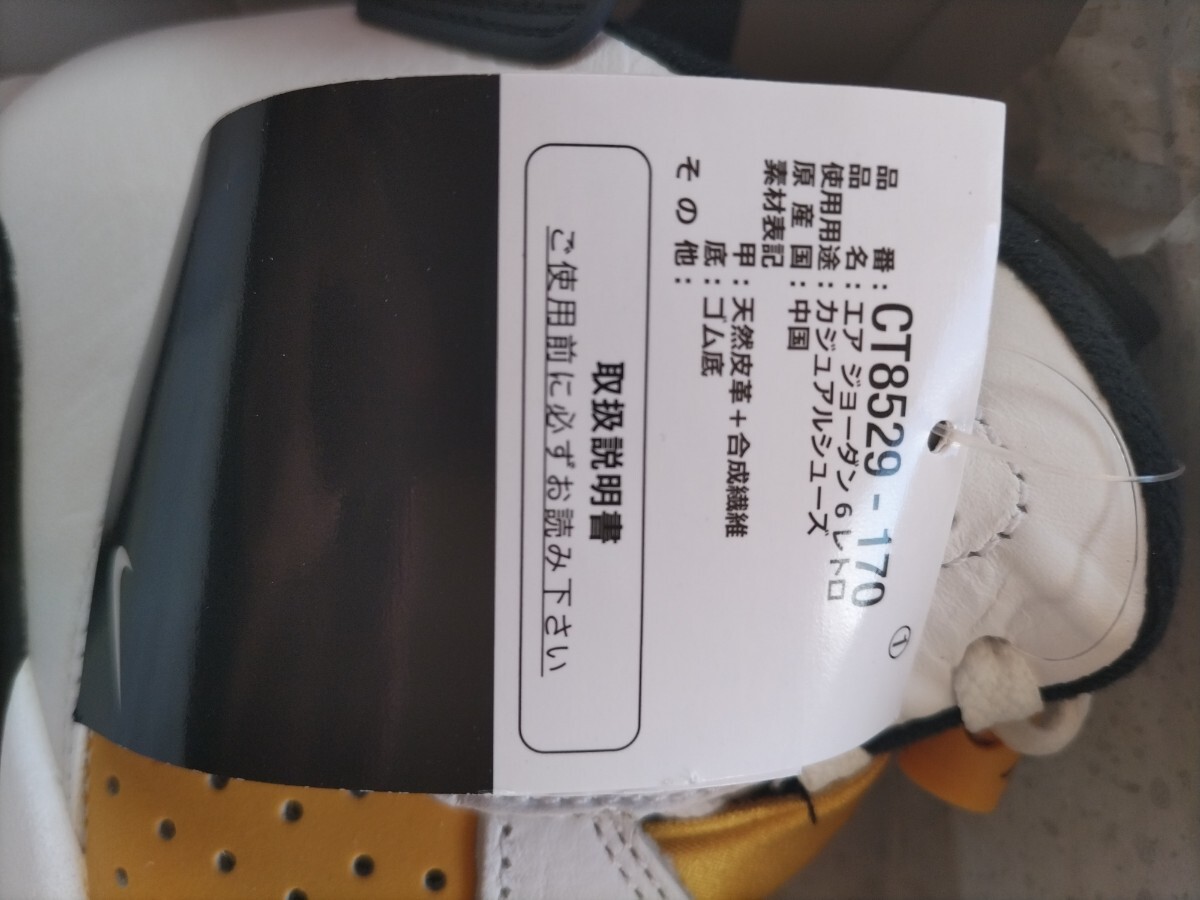 ①
品番：CT8529-170
品名：エア ジョーダン 6 レトロ
使用用途：カジュアルシューズ
原産国：中国
素材表記
甲：天然皮革＋合成繊維
底：ゴム底
その他：
取扱説明書
ご使用前に必ずお読み下さい